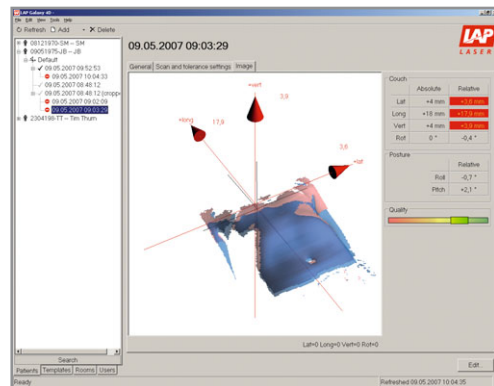 LAP Galaxy 4D -
File Edit View Tools Help
Refresh Add - Delete
08121970-SM – SM
09051975-JB – JB
Default
09.05.2007 09:52:53
09.05.2007 10:04:33
09.05.2007 08:48:12
09.05.2007 08:48:12 (croppe
09.05.2007 09:02:09
09.05.2007 09:03:29
2304196-TT – Tim Thurn
Search
Patients Templates Rooms Users
09.05.2007 09:03:29
LAP
LASER
General Scan and tolerance settings Image
+vert
3,9
+long
17,9
3,8
+lat
Lat=0 Long=0 Vert=0 Rot=0
Couch
Absolute Relative
Lat +4 mm +3,8 mm
Long +18 mm +17,9 mm
Vert +4 mm +3,9 mm
Rot 0 ° -0,4 °
Posture
Relative
Roll -0,7 °
Pitch +2,1 °
Quality
Edit
Ready Refreshed 09.05.2007 10:04:35